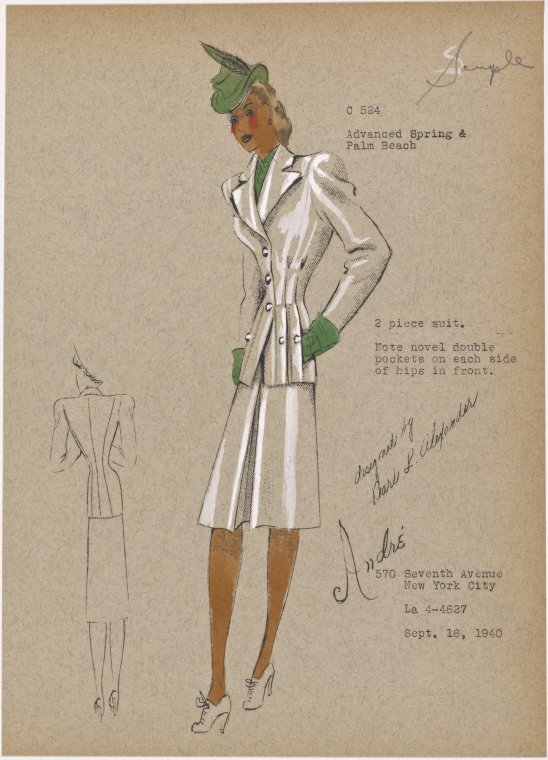 Sample
C 524
Advanced Spring &
Palm Beach
2 piece suit.
Note novel double
pockets on each side
of hips in front.
designed by
Pearl L. Alexander
André
570 Seventh Avenue
New York City
La 4-4627
Sept. 16, 1940